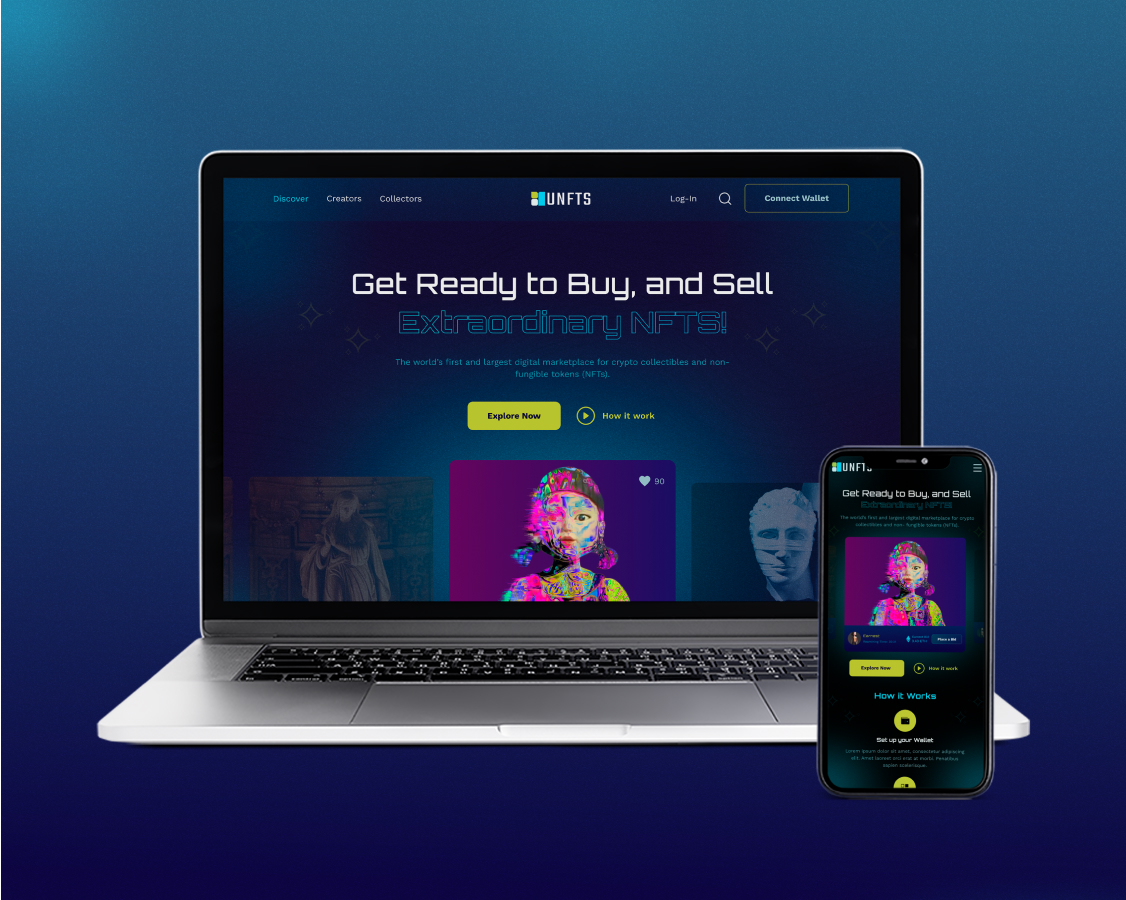 Discover Creators Collectors UNFTS Log-In Connect Wallet
Get Ready to Buy, and Sell
Extraordinary NFTS!
The world's first and largest digital marketplace for crypto collectibles and non-
fungible tokens (NFTs).
Explore Now How it work
90
UNFTS
Get Ready to Buy, and Sell
Extraordinary NFTS!
The world's first and largest digital marketplace for crypto
collectibles and non- fungible tokens (NFTs).
Place a Bid
Explore Now How it work
How it Works
Set up your Wallet
Lorem ipsum dolor sit amet, consectetur adipiscing
elit. Amet laoreet orci erat at morbi. Penatibus
sapien scelerisque.